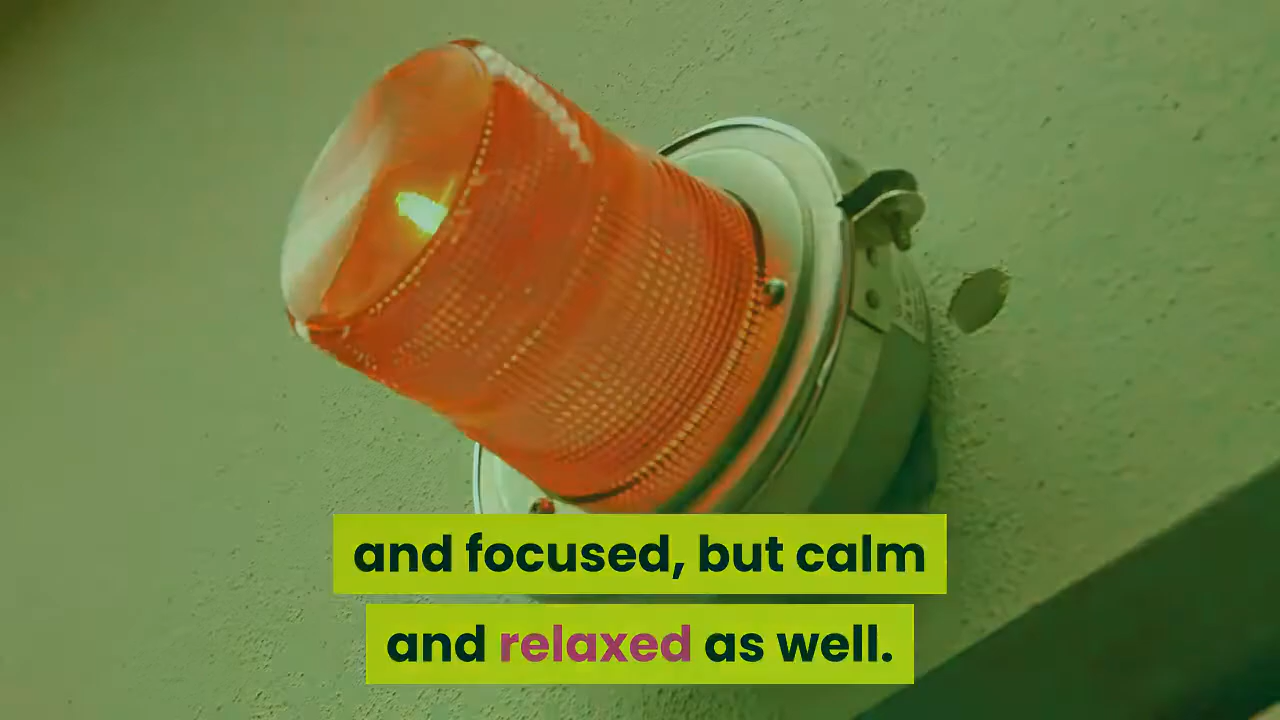 and focused, but calm
and relaxed as well.